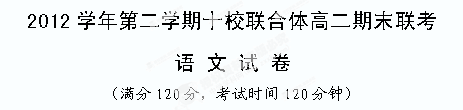 2012学年第二学期十校联合体高二期末联考
语 文 试 卷
（满分120分，考试时间120分钟）